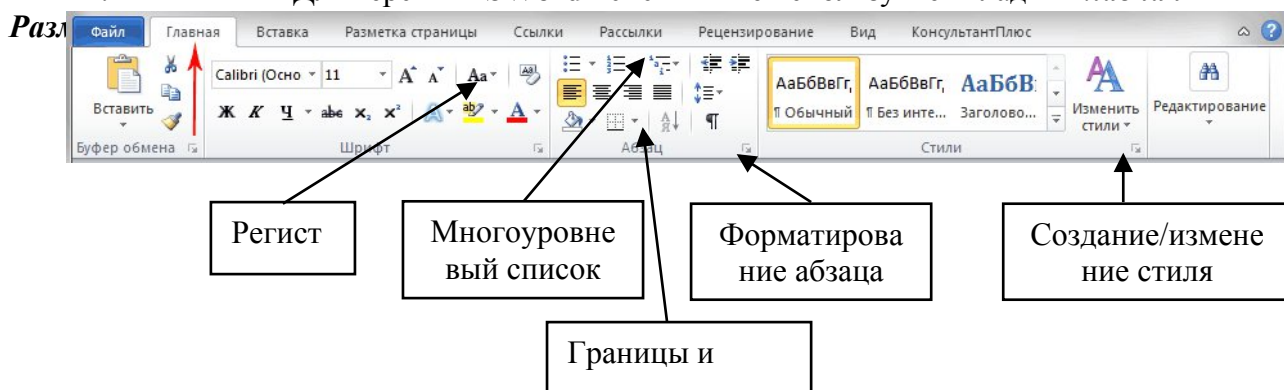 Разм
Файл Главная Вставка Разметка страницы Ссылки Рассылки Рецензирование Вид КонсультантПлюс
Вставить
Calibri (Осно 11 А А Aa
Ж К Ч abc x₂ x² A ab A
АаБбВвГг, АаБбВвГг, АаБбВ
¶ Обычный ¶ Без инте... Заголово...
Изменить стили
Редактирование
Буфер обмена Шрифт Абзац Стили
Регист
Многоуровне
вый список
Форматирова
ние абзаца
Создание/измене
ние стиля
Границы и